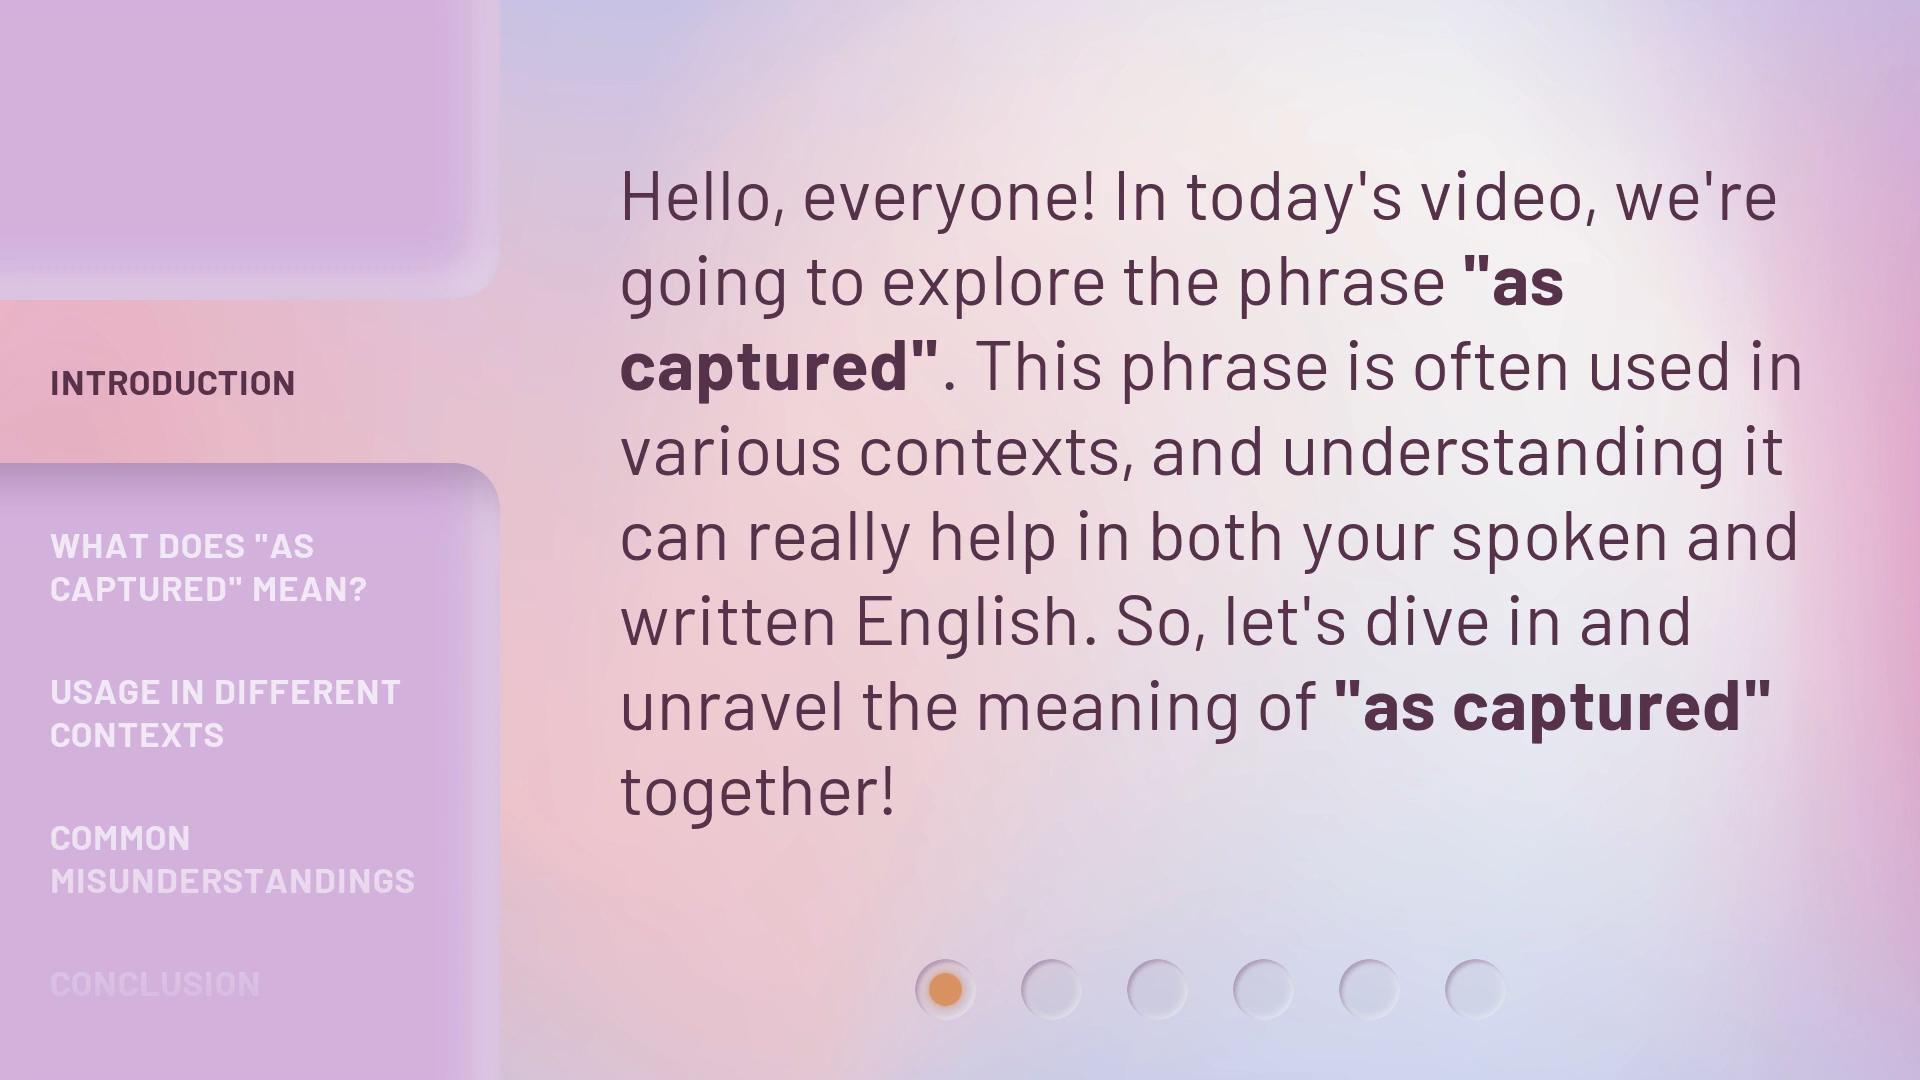 INTRODUCTION
WHAT DOES "AS
CAPTURED" MEAN?
USAGE IN DIFFERENT
CONTEXTS
COMMON
MISUNDERSTANDINGS
CONCLUSION
Hello, everyone! In today's video, we're
going to explore the phrase "as
captured". This phrase is often used in
various contexts, and understanding it
can really help in both your spoken and
written English. So, let's dive in and
unravel the meaning of "as captured"
together!